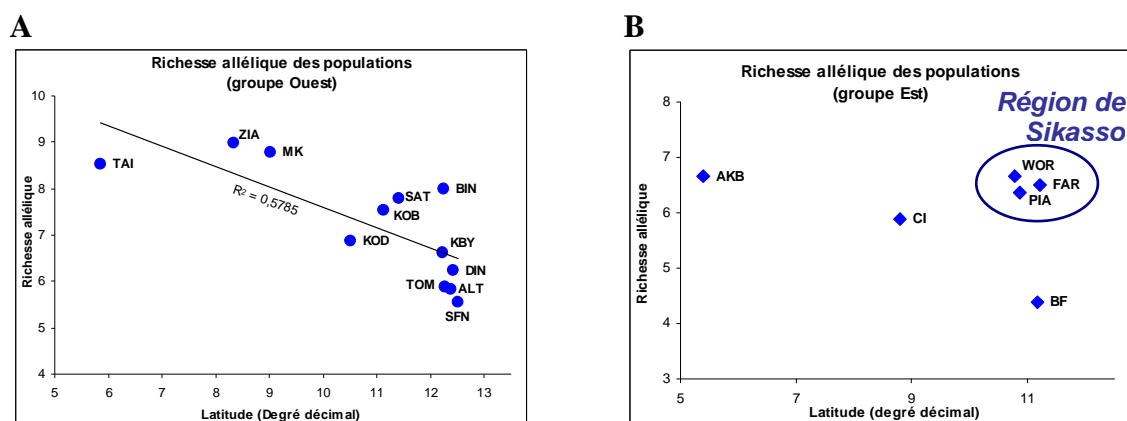 A
Richesse allélique des populations
(groupe Ouest)
Richesse allélique
10
9
8
7
6
5
4
TAI
ZIA
MK
R² = 0,5785
BIN
SAT
KOB
KOD
KBY
DIN
TOM
ALT
SFN
5 6 7 8 9 10 11 12 13
Latitude (Degré décimal)
B
Richesse allélique des populations
(groupe Est)
Région de
Sikasso
Richesse allélique
8
7
6
5
4
3
AKB
CI
WOR
FAR
PIA
BF
5 7 9 11
Latitude (degré décimal)